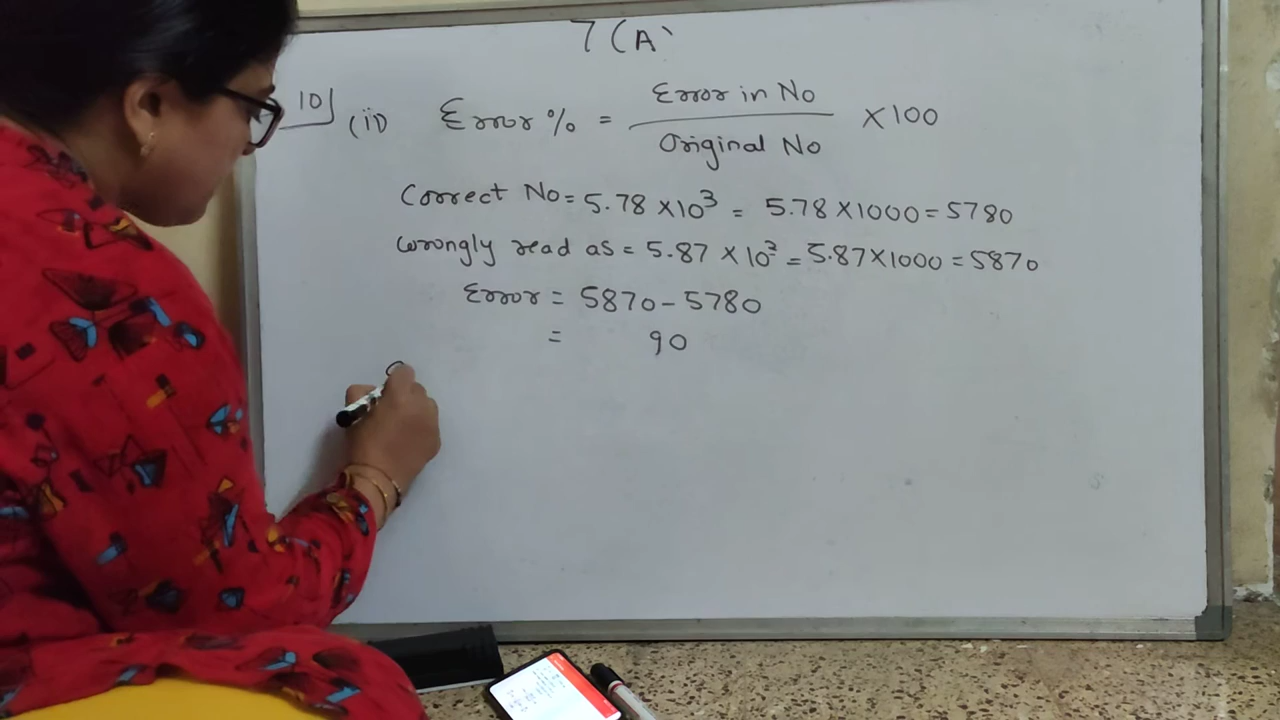 7 (A)
10] (ii) Error % = Error in No / Original No × 100
Correct No = 5.78 × 10³ = 5.78 × 1000 = 5780
Wrongly read as = 5.87 × 10³ = 5.87 × 1000 = 5870
Error = 5870 - 5780
= 90